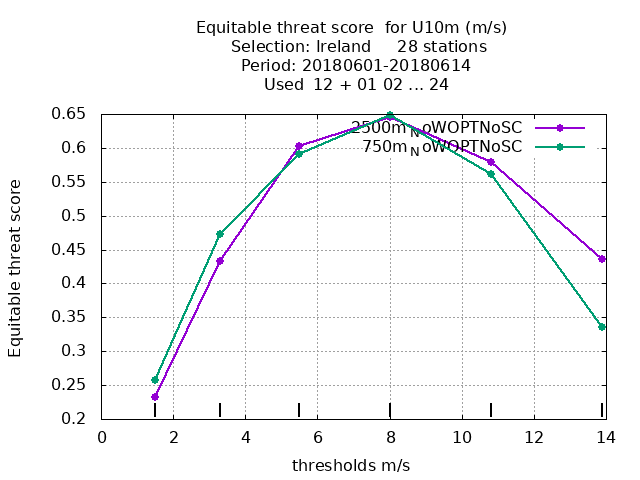 Equitable threat score  for U10m (m/s)
Selection: Ireland     28 stations
Period: 20180601-20180614
Used  12 + 01 02 ... 24
2500m_NoWOPTNoSC
750m_NoWOPTNoSC
Equitable threat score
0.65
0.6
0.55
0.5
0.45
0.4
0.35
0.3
0.25
0.2
0 2 4 6 8 10 12 14
thresholds m/s